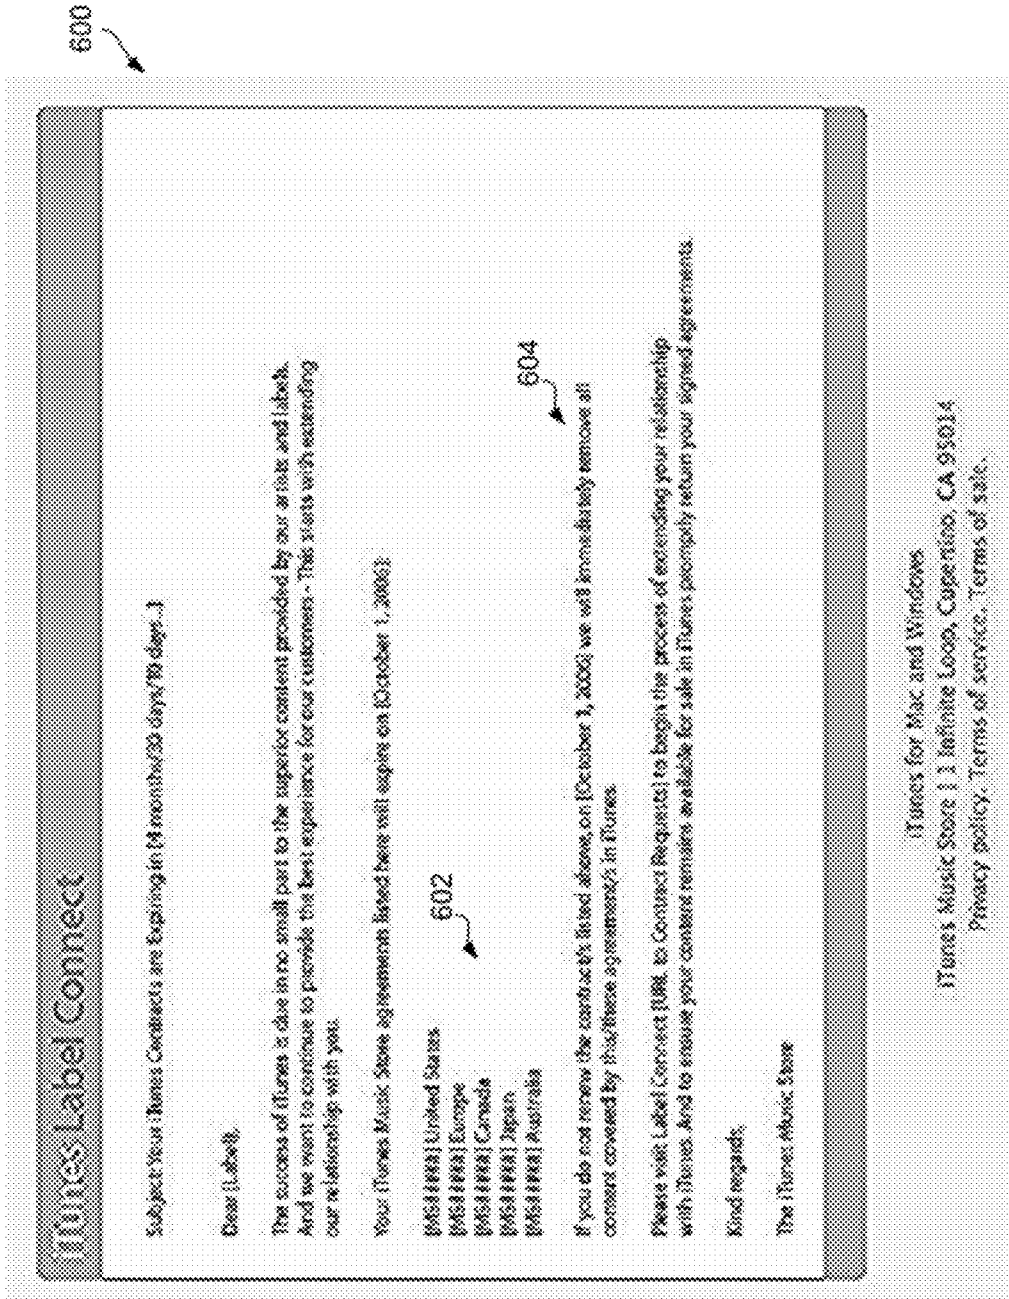 600
iTunes Label Connect
Subject: Your iTunes Contracts are Expiring in [4 months/30 days/10 days...]
Dear [Label],
The success of iTunes is due in no small part to the superior content provided by our artists and labels.
And we want to continue to provide the best experience for our customers - This starts with extending
our relationship with you.
Your iTunes Music Store agreements listed here will expire on [October 1, 2006]:
602
[MSA ####] United States
[MSA ####] Europe
[MSA ####] Canada
[MSA ####] Japan
[MSA ####] Australia
604
If you do not renew the contract/s listed above, on [October 1, 2006] we will immediately remove all
content covered by this/these agreement/s in iTunes.
Please visit Label Connect [URL to Contract Requests] to begin the process of extending your relationship
with iTunes. And to ensure your content remains available for sale in iTunes promptly return your signed agreements.
Kind regards,
The iTunes Music Store
iTunes for Mac and Windows
iTunes Music Store | 1 Infinite Loop, Cupertino, CA 95014
Privacy policy. Terms of service. Terms of sale.